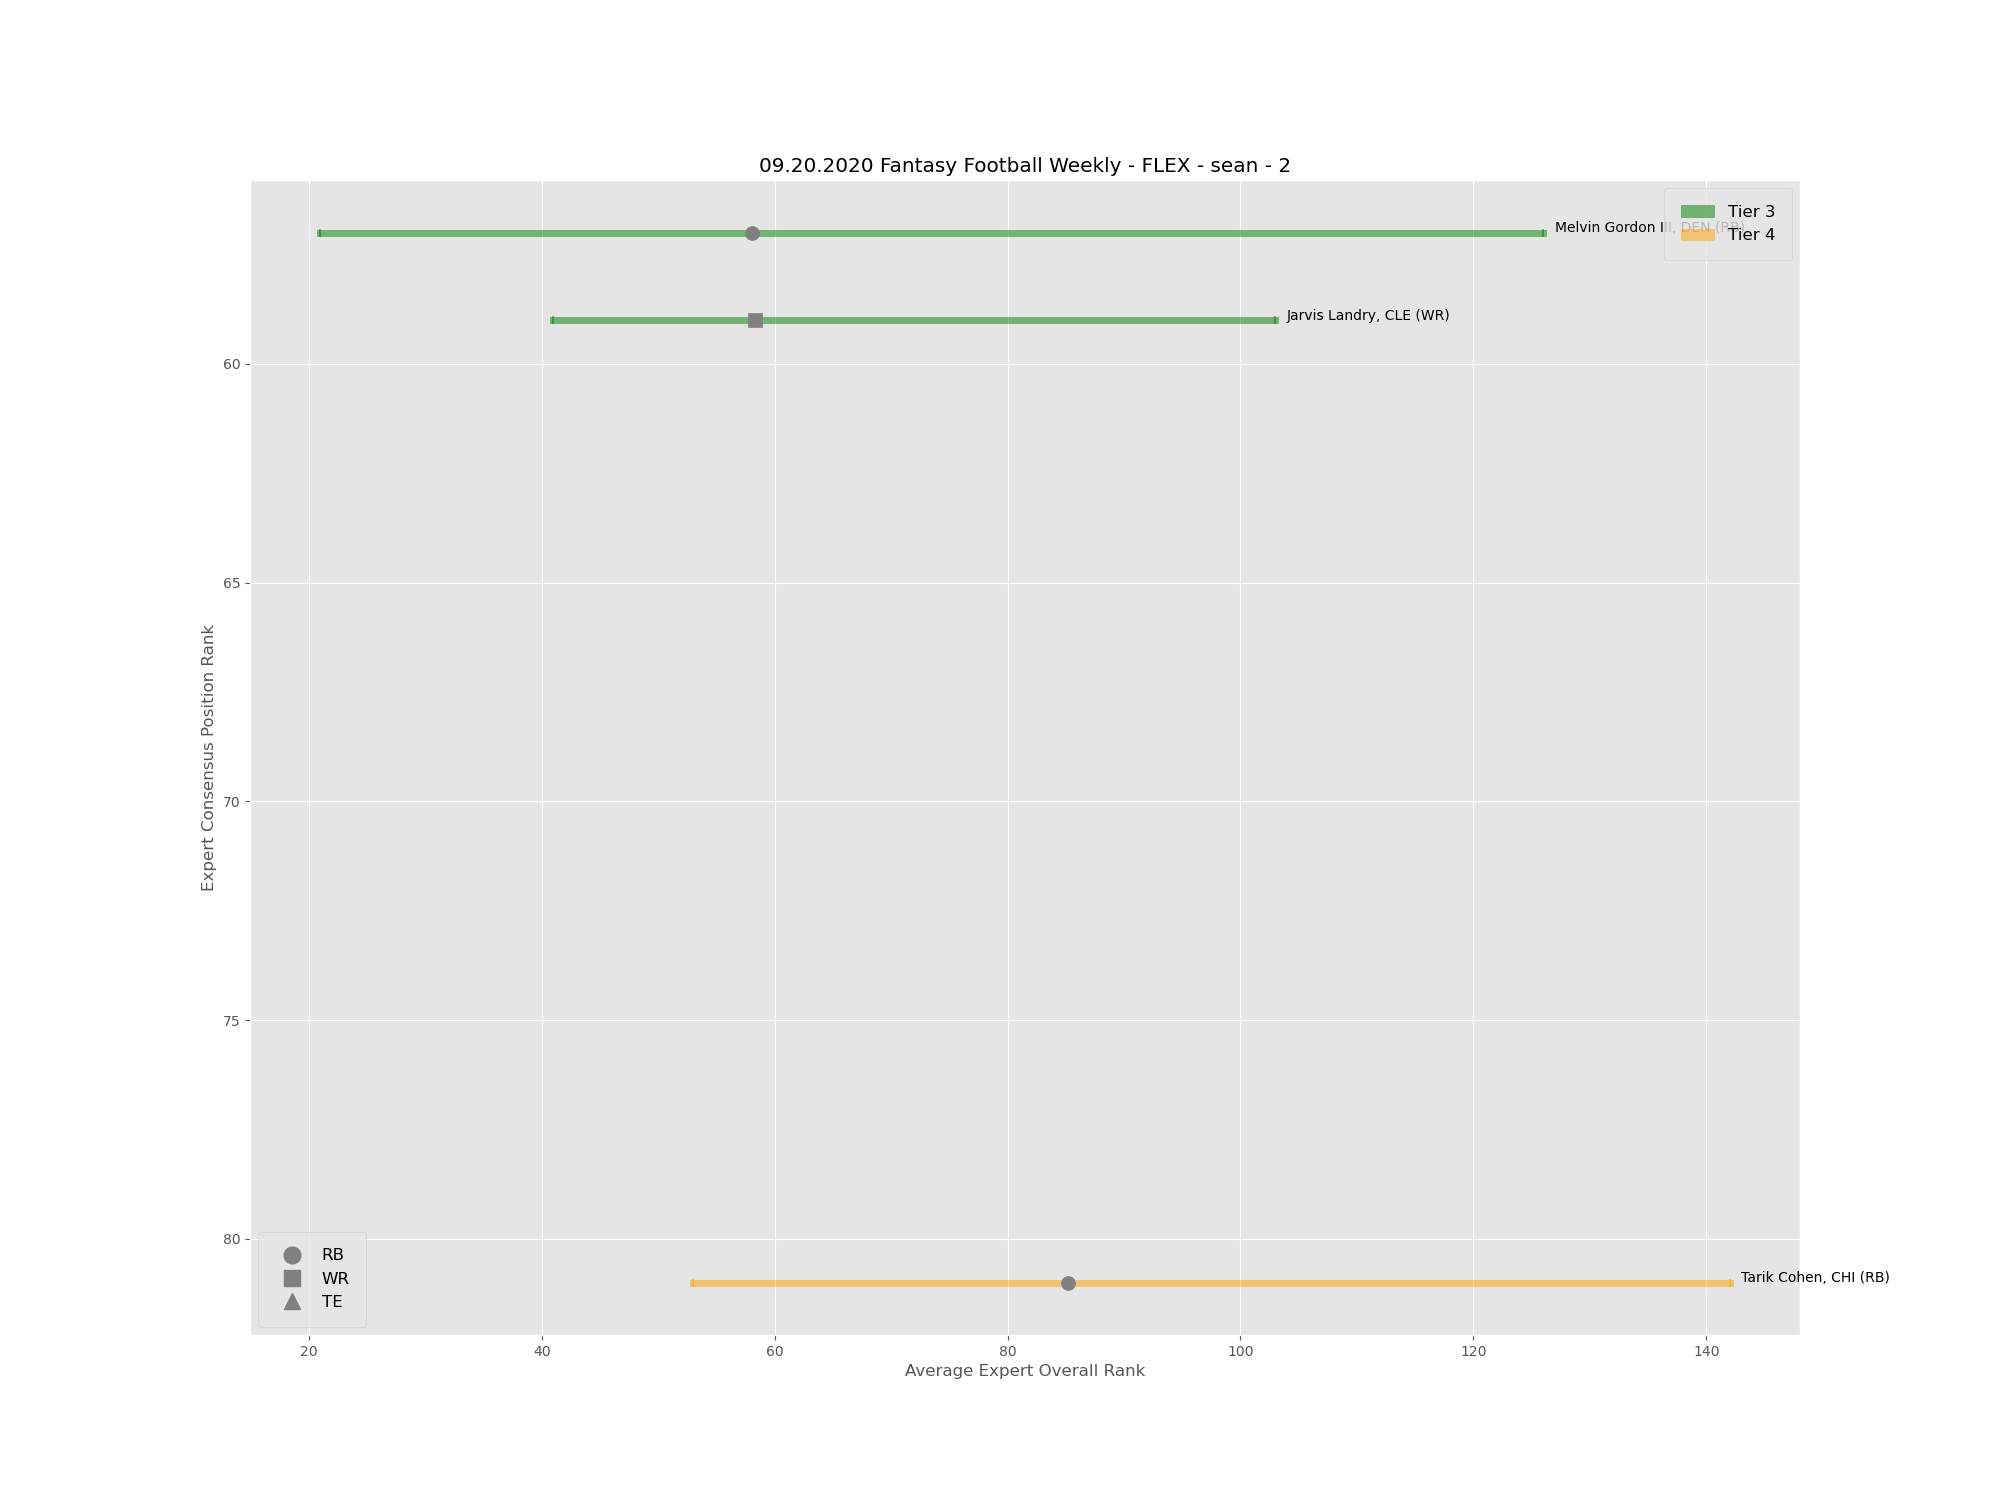 09.20.2020 Fantasy Football Weekly - FLEX - sean - 2
Melvin Gordon III, DEN (RB)
Tier 3
Tier 4
Jarvis Landry, CLE (WR)
60
65
70
75
80
Expert Consensus Position Rank
Tarik Cohen, CHI (RB)
RB
WR
TE
20
40
60
80
100
120
140
Average Expert Overall Rank